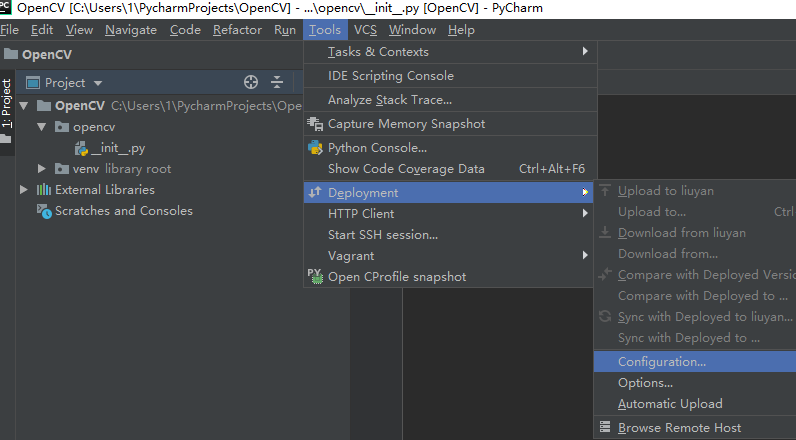 PC OpenCV [C:\Users\1\PycharmProjects\OpenCV] - ...\opencv\__init__.py [OpenCV] - PyCharm
File Edit View Navigate Code Refactor Run Tools VCS Window Help
OpenCV
1: Project
Project
OpenCV C:\Users\1\PycharmProjects\Ope
opencv
__init__.py
venv library root
External Libraries
Scratches and Consoles
Tasks & Contexts
IDE Scripting Console
Analyze Stack Trace...
Capture Memory Snapshot
Python Console...
Show Code Coverage Data Ctrl+Alt+F6
Deployment
HTTP Client
Start SSH session...
Vagrant
PY Open CProfile snapshot
Upload to liuyan
Upload to... Ctrl
Download from liuyan
Download from...
Compare with Deployed Versi
Compare with Deployed to ...
Sync with Deployed to liuyan...
Sync with Deployed to ...
Configuration...
Options...
Automatic Upload
Browse Remote Host